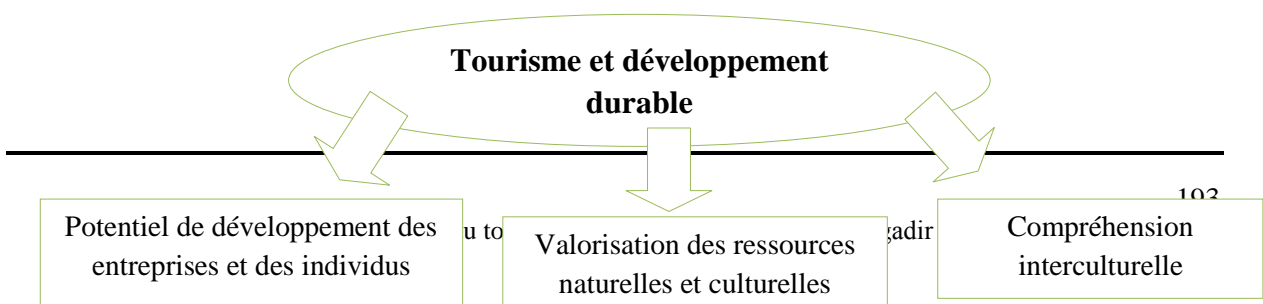 Tourisme et développement
durable
Potentiel de développement des
entreprises et des individus
Valorisation des ressources
naturelles et culturelles
Compréhension
interculturelle